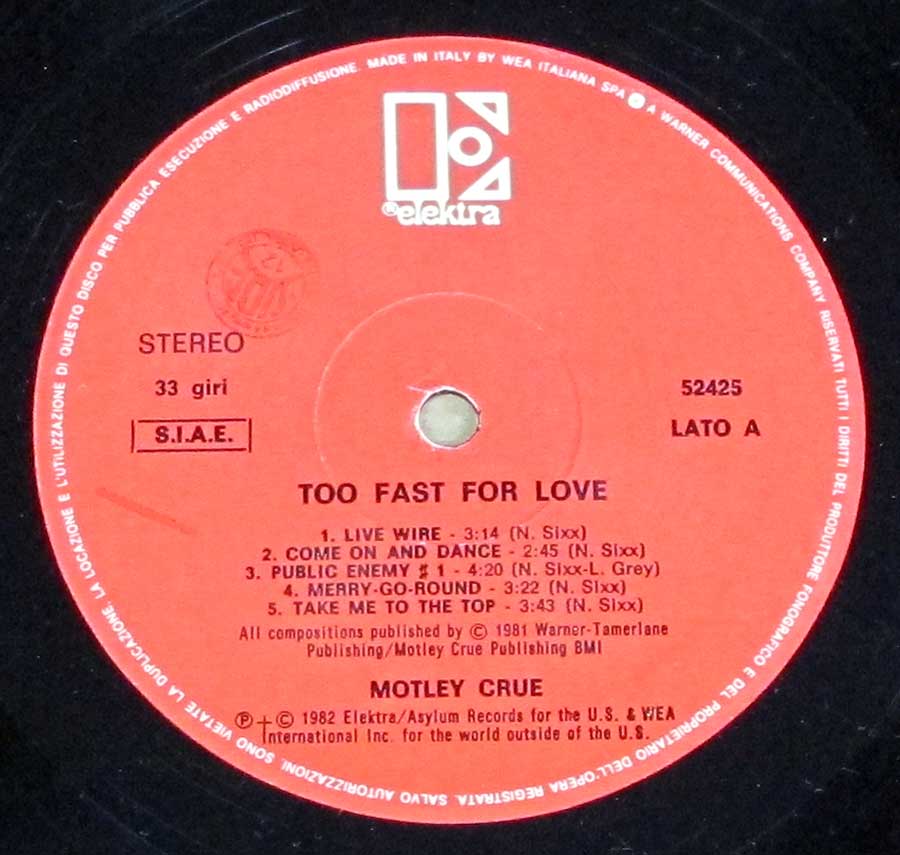 MADE IN ITALY BY WEA ITALIANA SPA A WARNER COMMUNICATIONS COMPANY RISERVATI TUTTI I DIRITTI DEL PRODUTTORE FONOGRAFICO E DEL PROPRIETARIO DELL'OPERA REGISTRATA. SALVO AUTORIZZAZIONI, SONO VIETATE LA DUPLICAZIONE, LA LOCAZIONE E L'UTILIZZAZIONE DI QUESTO DISCO PER PUBBLICA ESECUZIONE E RADIODIFFUSIONE.
®elektra
STEREO
33 giri
52425
S.I.A.E.
LATO A
TOO FAST FOR LOVE
1. LIVE WIRE - 3:14 (N. Sixx)
2. COME ON AND DANCE - 2:45 (N. Sixx)
3. PUBLIC ENEMY # 1 - 4:20 (N. Sixx-L. Grey)
4. MERRY-GO-ROUND - 3:22 (N. Sixx)
5. TAKE ME TO THE TOP - 3:43 (N. Sixx)
All compositions published by © 1981 Warner-Tamerlane
Publishing/Motley Crue Publishing BMI
MOTLEY CRUE
℗ + © 1982 Elektra/Asylum Records for the U.S. & WEA
International Inc. for the world outside of the U.S.